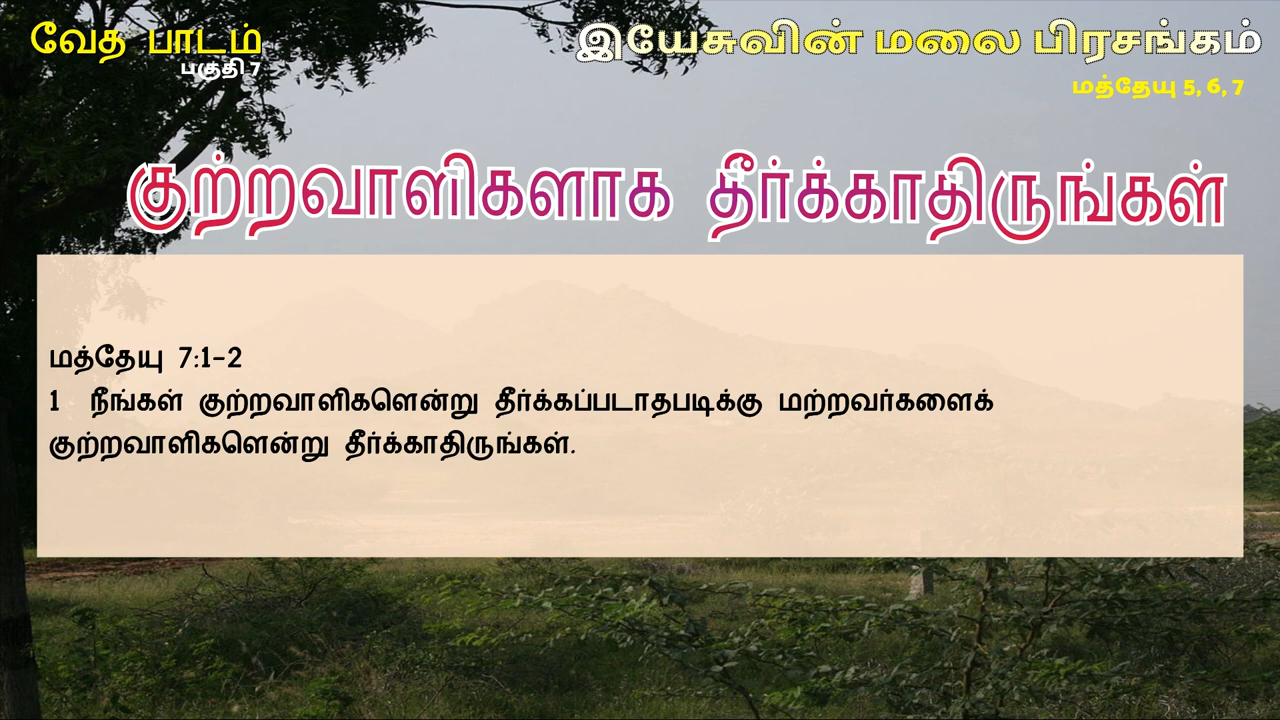 வேத பாடம்
பகுதி 7
இயேசுவின் மலை பிரசங்கம்
மத்தேயு 5, 6, 7
குற்றவாளிகளாக தீர்க்காதிருங்கள்
மத்தேயு 7:1-2
1 நீங்கள் குற்றவாளிகளென்று தீர்க்கப்படாதபடிக்கு மற்றவர்களைக்
குற்றவாளிகளென்று தீர்க்காதிருங்கள்.